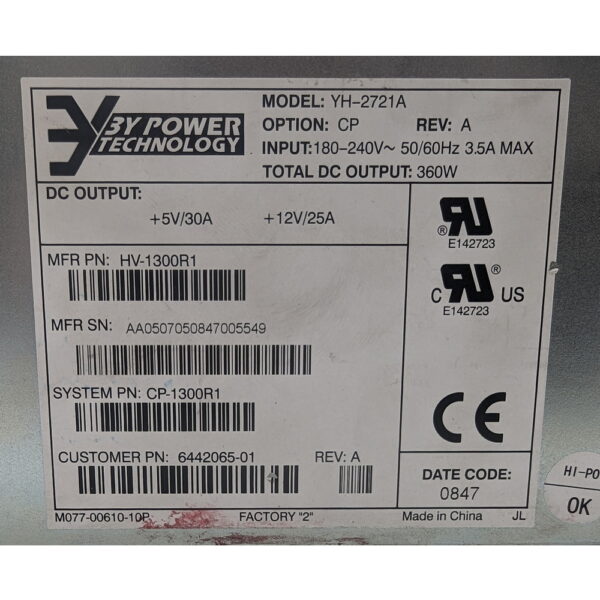 3Y POWER
TECHNOLOGY
MODEL: YH-2721A
OPTION: CP REV: A
INPUT:180-240V~ 50/60Hz 3.5A MAX
TOTAL DC OUTPUT: 360W
DC OUTPUT:
+5V/30A +12V/25A
MFR PN: HV-1300R1
MFR SN: AA0507050847005549
SYSTEM PN: CP-1300R1
CUSTOMER PN: 6442065-01 REV: A
M077-00610-10P FACTORY "2"
RU ®
E142723
C RU ® US
E142723
CE
DATE CODE:
0847
Made in China JL
HI-PO
OK